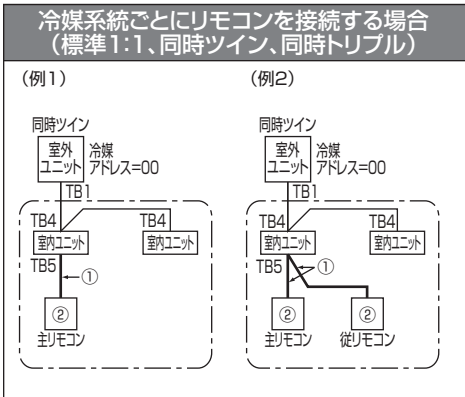 冷媒系統ごとにリモコンを接続する場合
(標準1:1、同時ツイン、同時トリプル)
(例1)
同時ツイン
室外
ユニット
冷媒
アドレス=00
TB1
TB4
TB4
室内ユニット
室内ユニット
TB5
①
②
主リモコン
(例2)
同時ツイン
室外
ユニット
冷媒
アドレス=00
TB1
TB4
TB4
室内ユニット
室内ユニット
TB5
①
②
②
主リモコン
従リモコン